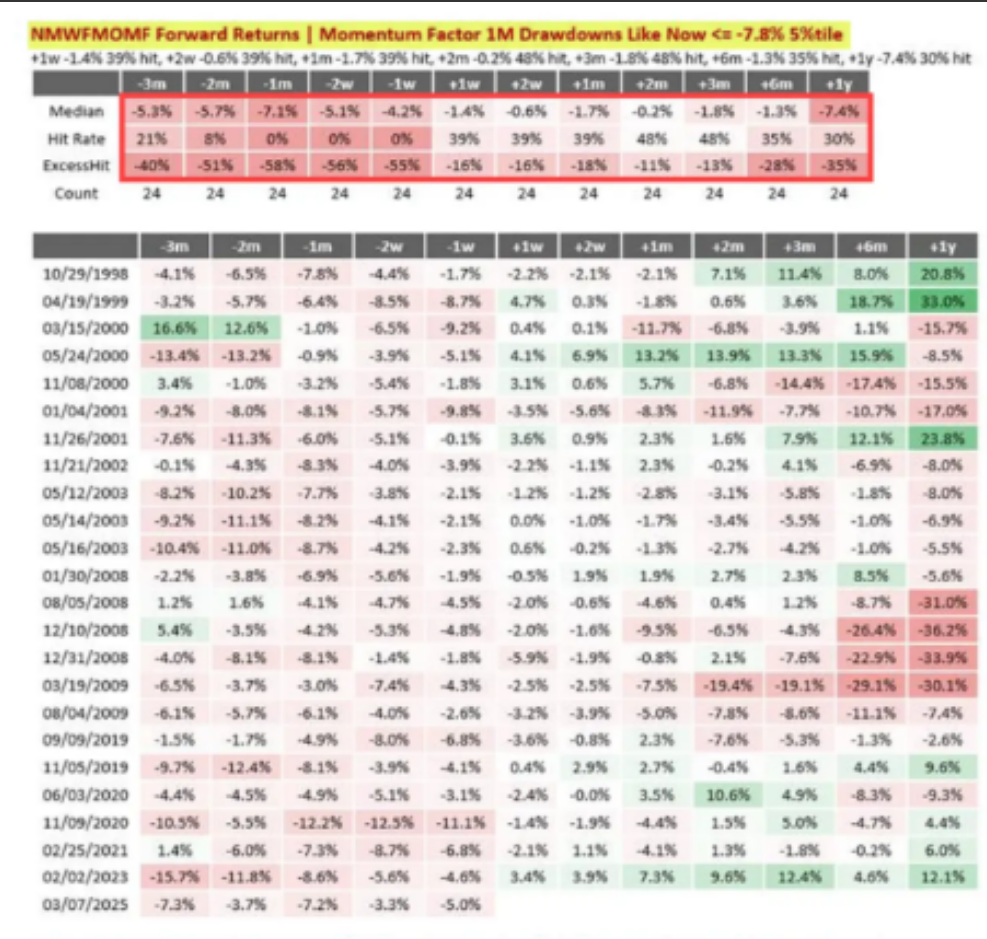 NMWFMOMF Forward Returns | Momentum Factor 1M Drawdowns Like Now <= -7.8% 5%tile
+1w -1.4% 39% hit, +2w -0.6% 39% hit, +1m -1.7% 39% hit, +2m -0.2% 48% hit, +3m -1.8% 48% hit, +6m -1.3% 35% hit, +1y -7.4% 30% hit
-3m -2m -1m -2w -1w +1w +2w +1m +2m +3m +6m +1y
Median -5.3% -5.7% -7.1% -5.1% -4.2% -1.4% -0.6% -1.7% -0.2% -1.8% -1.3% -7.4%
Hit Rate 21% 8% 0% 0% 0% 39% 39% 39% 48% 48% 35% 30%
ExcessHit -40% -51% -58% -56% -55% -16% -16% -18% -11% -13% -28% -35%
Count 24 24 24 24 24 24 24 24 24 24 24 24
-3m -2m -1m -2w -1w +1w +2w +1m +2m +3m +6m +1y
10/29/1998 -4.1% -6.5% -7.8% -4.4% -1.7% -2.2% -2.1% -2.1% 7.1% 11.4% 8.0% 20.8%
04/19/1999 -3.2% -5.7% -6.4% -8.5% -8.7% 4.7% 0.3% -1.8% 0.6% 3.6% 18.7% 33.0%
03/15/2000 16.6% 12.6% -1.0% -6.5% -9.2% 0.4% 0.1% -11.7% -6.8% -3.9% 1.1% -15.7%
05/24/2000 -13.4% -13.2% -0.9% -3.9% -5.1% 4.1% 6.9% 13.2% 13.9% 13.3% 15.9% -8.5%
11/08/2000 3.4% -1.0% -3.2% -5.4% -1.8% 3.1% 0.6% 5.7% -6.8% -14.4% -17.4% -15.5%
01/04/2001 -9.2% -8.0% -8.1% -5.7% -9.8% -3.5% -5.6% -8.3% -11.9% -7.7% -10.7% -17.0%
11/26/2001 -7.6% -11.3% -6.0% -5.1% -0.1% 3.6% 0.9% 2.3% 1.6% 7.9% 12.1% 23.8%
11/21/2002 -0.1% -4.3% -8.3% -4.0% -3.9% -2.2% -1.1% 2.3% -0.2% 4.1% -6.9% -8.0%
05/12/2003 -8.2% -10.2% -7.7% -3.8% -2.1% -1.2% -1.2% -2.8% -3.1% -5.8% -1.8% -8.0%
05/14/2003 -9.2% -11.1% -8.2% -4.1% -2.1% 0.0% -1.0% -1.7% -3.4% -5.5% -1.0% -6.9%
05/16/2003 -10.4% -11.0% -8.7% -4.2% -2.3% 0.6% -0.2% -1.3% -2.7% -4.2% -1.0% -5.5%
01/30/2008 -2.2% -3.8% -6.9% -5.6% -1.9% -0.5% 1.9% 1.9% 2.7% 2.3% 8.5% -5.6%
08/05/2008 1.2% 1.6% -4.1% -4.7% -4.5% -2.0% -0.6% -4.6% 0.4% 1.2% -8.7% -31.0%
12/10/2008 5.4% -3.5% -4.2% -5.3% -4.8% -2.0% -1.6% -9.5% -6.5% -4.3% -26.4% -36.2%
12/31/2008 -4.0% -8.1% -8.1% -1.4% -1.8% -5.9% -1.9% -0.8% 2.1% -7.6% -22.9% -33.9%
03/19/2009 -6.5% -3.7% -3.0% -7.4% -4.3% -2.5% -2.5% -7.5% -19.4% -19.1% -29.1% -30.1%
08/04/2009 -6.1% -5.7% -6.1% -4.0% -2.6% -3.2% -3.9% -5.0% -7.8% -8.6% -11.1% -7.4%
09/09/2019 -1.5% -1.7% -4.9% -8.0% -6.8% -3.6% -0.8% 2.3% -7.6% -5.3% -1.3% -2.6%
11/05/2019 -9.7% -12.4% -8.1% -3.9% -4.1% 0.4% 2.9% 2.7% -0.4% 1.6% 4.4% 9.6%
06/03/2020 -4.4% -4.5% -4.9% -5.1% -3.1% -2.4% -0.0% 3.5% 10.6% 4.9% -8.3% -9.3%
11/09/2020 -10.5% -5.5% -12.2% -12.5% -11.1% -1.4% -1.9% -4.4% 1.5% 5.0% -4.7% 4.4%
02/25/2021 1.4% -6.0% -7.3% -8.7% -6.8% -2.1% 1.1% -4.1% 1.3% -1.8% -0.2% 6.0%
02/02/2023 -15.7% -11.8% -8.6% -5.6% -4.6% 3.4% 3.9% 7.3% 9.6% 12.4% 4.6% 12.1%
03/07/2025 -7.3% -3.7% -7.2% -3.3% -5.0%